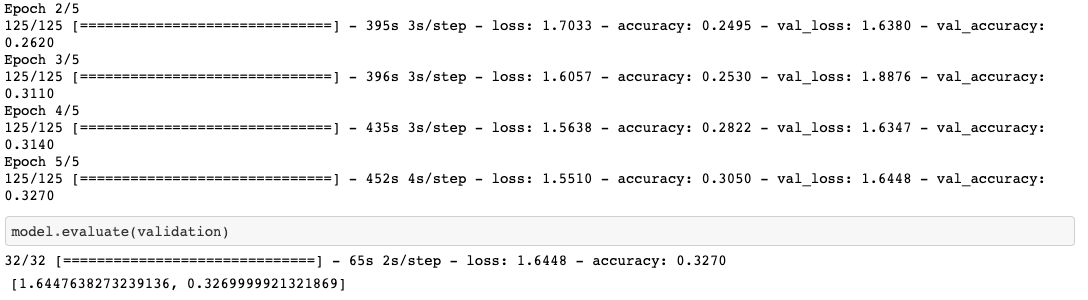 Epoch 2/5
125/125 [==============================] - 395s 3s/step - loss: 1.7033 - accuracy: 0.2495 - val_loss: 1.6380 - val_accuracy:
0.2620
Epoch 3/5
125/125 [==============================] - 396s 3s/step - loss: 1.6057 - accuracy: 0.2530 - val_loss: 1.8876 - val_accuracy:
0.3110
Epoch 4/5
125/125 [==============================] - 435s 3s/step - loss: 1.5638 - accuracy: 0.2822 - val_loss: 1.6347 - val_accuracy:
0.3140
Epoch 5/5
125/125 [==============================] - 452s 4s/step - loss: 1.5510 - accuracy: 0.3050 - val_loss: 1.6448 - val_accuracy:
0.3270
model.evaluate(validation)
32/32 [==============================] - 65s 2s/step - loss: 1.6448 - accuracy: 0.3270
[1.6447638273239136, 0.3269999921321869]